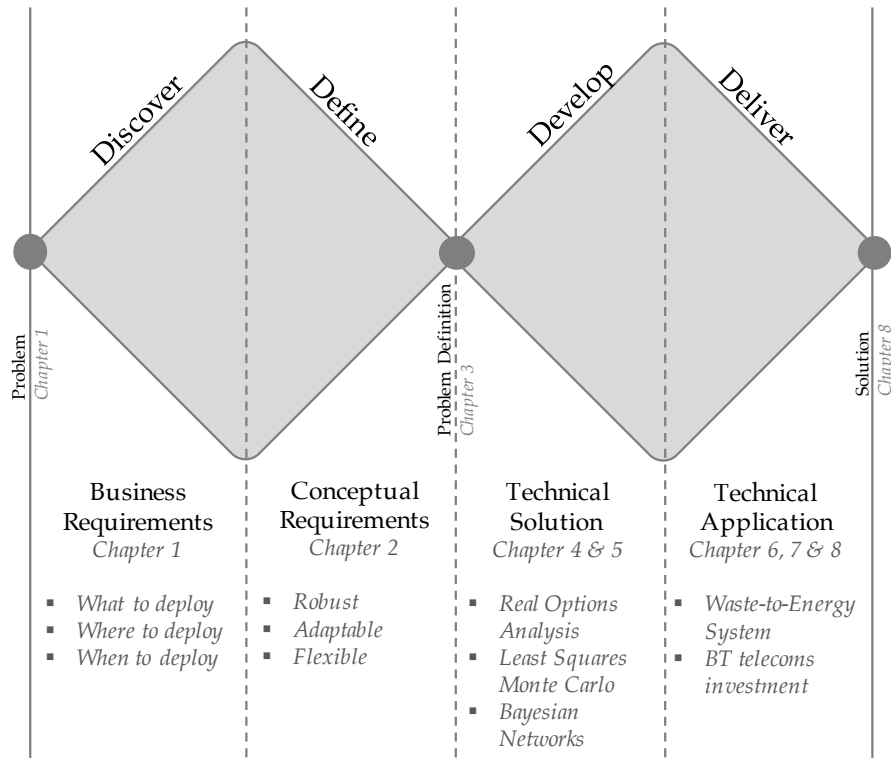 Discover
Define
Develop
Deliver
Problem
Chapter 1
Problem Definition
Chapter 3
Solution
Chapter 8
Business
Requirements
Chapter 1
▪ What to deploy
▪ Where to deploy
▪ When to deploy
Conceptual
Requirements
Chapter 2
▪ Robust
▪ Adaptable
▪ Flexible
Technical
Solution
Chapter 4 & 5
▪ Real Options
Analysis
▪ Least Squares
Monte Carlo
▪ Bayesian
Networks
Technical
Application
Chapter 6, 7 & 8
▪ Waste-to-Energy
System
▪ BT telecoms
investment